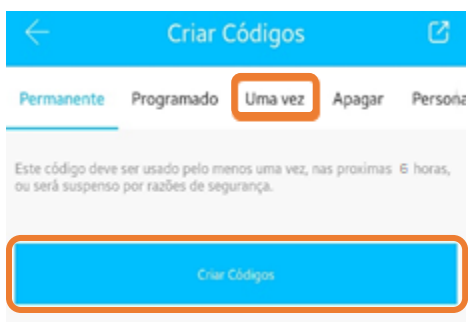 Criar Códigos
Permanente Programado Uma vez Apagar Persona
Este código deve ser usado pelo menos uma vez, nas proximas 6 horas,
ou será suspenso por razões de segurança.
Criar Códigos